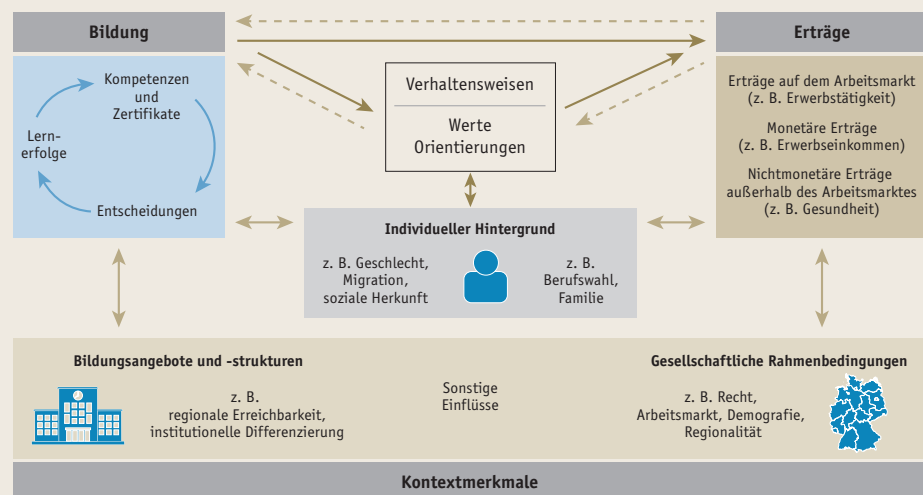 Bildung
Erträge
Kompetenzen
und
Zertifikate
Lern-
erfolge
Entscheidungen
Verhaltensweisen
Werte
Orientierungen
Erträge auf dem Arbeitsmarkt
(z. B. Erwerbstätigkeit)
Monetäre Erträge
(z. B. Erwerbseinkommen)
Nichtmonetäre Erträge
außerhalb des Arbeitsmarktes
(z. B. Gesundheit)
Individueller Hintergrund
z. B. Geschlecht,
Migration,
soziale Herkunft
z. B.
Berufswahl,
Familie
Bildungsangebote und -strukturen
z. B.
regionale Erreichbarkeit,
institutionelle Differenzierung
Sonstige
Einflüsse
Gesellschaftliche Rahmenbedingungen
z. B. Recht,
Arbeitsmarkt, Demografie,
Regionalität
Kontextmerkmale